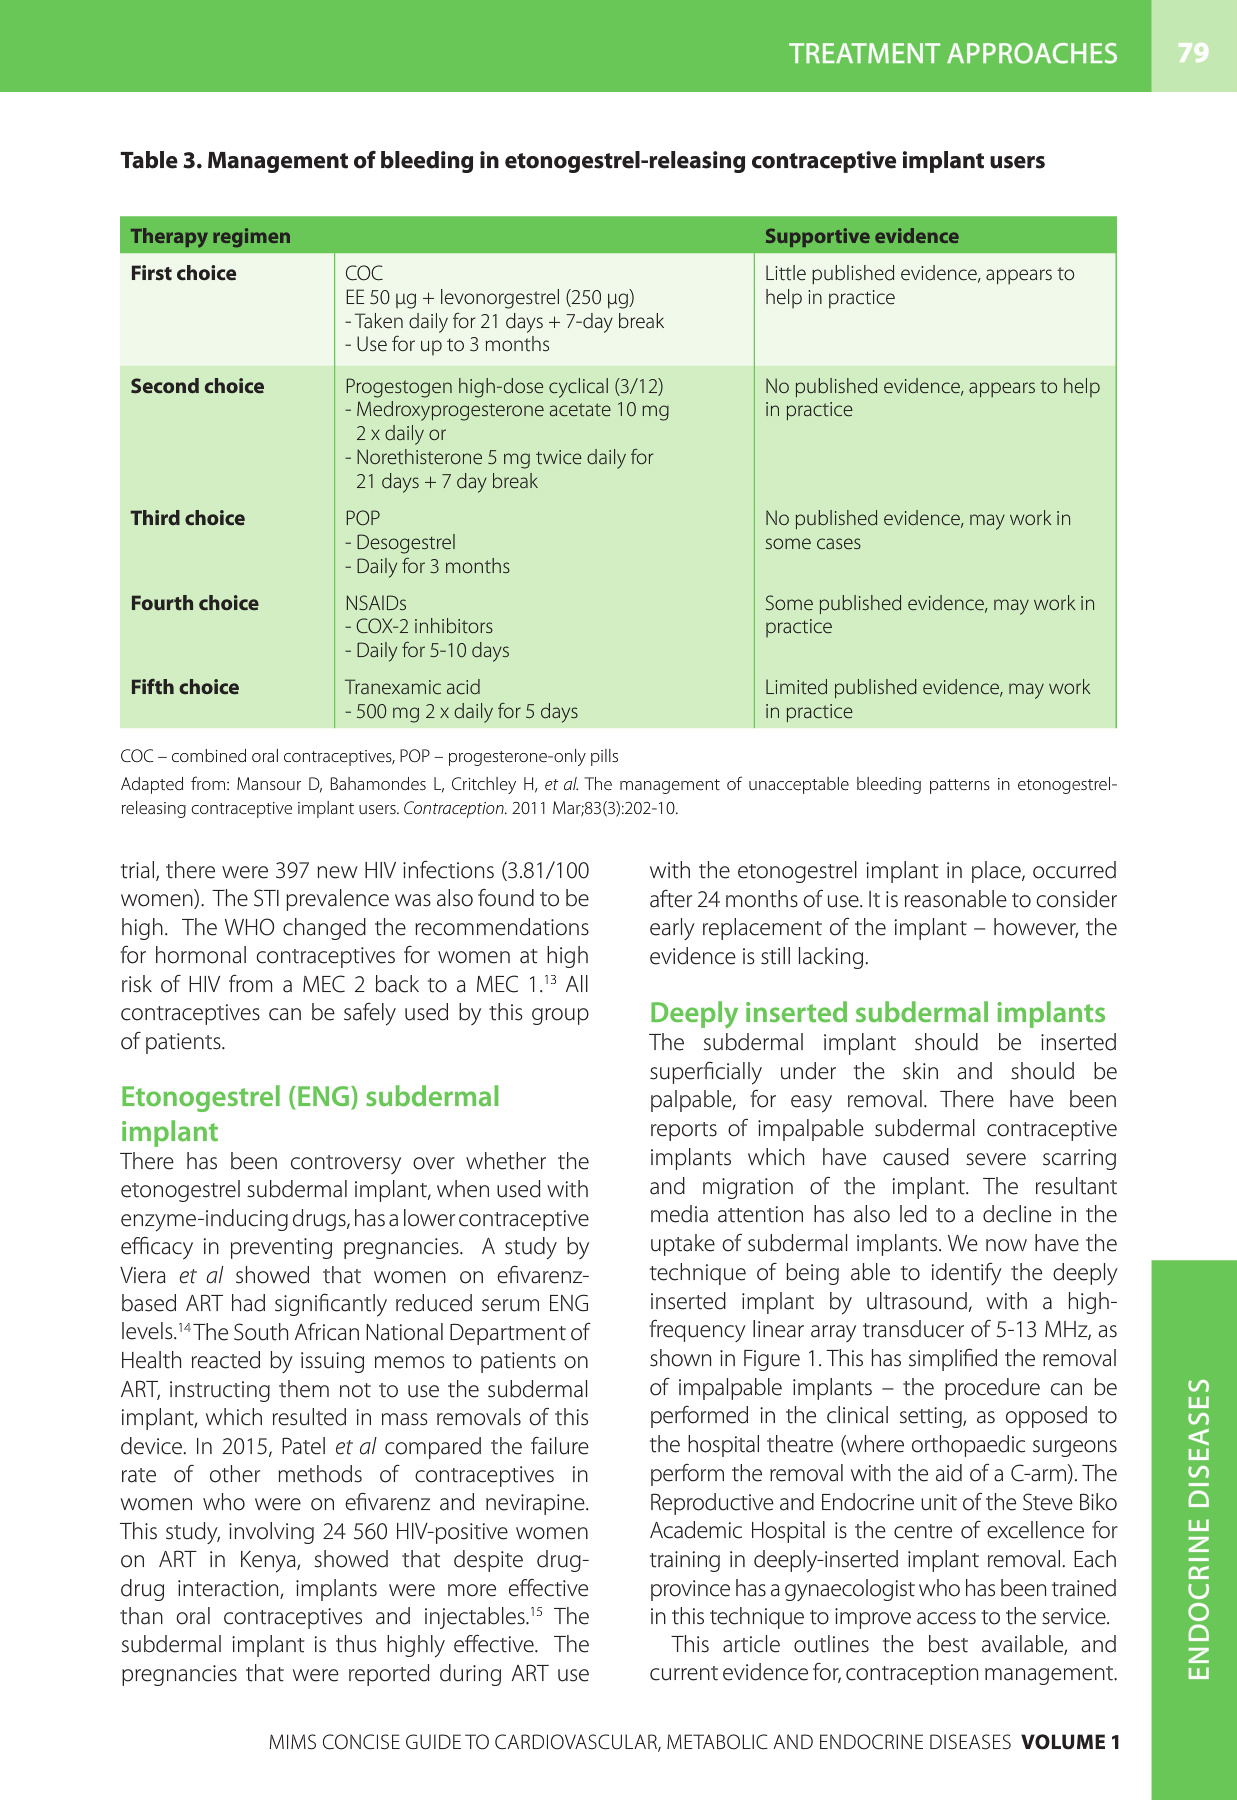 TREATMENT APPROACHES 79
Table 3. Management of bleeding in etonogestrel-releasing contraceptive implant users
Therapy regimen Supportive evidence
First choice
COC
EE 50 µg + levonorgestrel (250 µg)
- Taken daily for 21 days + 7-day break
- Use for up to 3 months
Little published evidence, appears to
help in practice
Second choice
Progestogen high-dose cyclical (3/12)
- Medroxyprogesterone acetate 10 mg
2 x daily or
- Norethisterone 5 mg twice daily for
21 days + 7 day break
No published evidence, appears to help
in practice
Third choice
POP
- Desogestrel
- Daily for 3 months
No published evidence, may work in
some cases
Fourth choice
NSAIDs
- COX-2 inhibitors
- Daily for 5-10 days
Some published evidence, may work in
practice
Fifth choice
Tranexamic acid
- 500 mg 2 x daily for 5 days
Limited published evidence, may work
in practice
COC – combined oral contraceptives, POP – progesterone-only pills
Adapted from: Mansour D, Bahamondes L, Critchley H, et al. The management of unacceptable bleeding patterns in etonogestrel-
releasing contraceptive implant users. Contraception. 2011 Mar;83(3):202-10.
trial, there were 397 new HIV infections (3.81/100
women). The STI prevalence was also found to be
high. The WHO changed the recommendations
for hormonal contraceptives for women at high
risk of HIV from a MEC 2 back to a MEC 1.13 All
contraceptives can be safely used by this group
of patients.
Etonogestrel (ENG) subdermal
implant
There has been controversy over whether the
etonogestrel subdermal implant, when used with
enzyme-inducing drugs, has a lower contraceptive
efficacy in preventing pregnancies. A study by
Viera et al showed that women on efivarenz-
based ART had significantly reduced serum ENG
levels.14 The South African National Department of
Health reacted by issuing memos to patients on
ART, instructing them not to use the subdermal
implant, which resulted in mass removals of this
device. In 2015, Patel et al compared the failure
rate of other methods of contraceptives in
women who were on efivarenz and nevirapine.
This study, involving 24 560 HIV-positive women
on ART in Kenya, showed that despite drug-
drug interaction, implants were more effective
than oral contraceptives and injectables.15 The
subdermal implant is thus highly effective. The
pregnancies that were reported during ART use
with the etonogestrel implant in place, occurred
after 24 months of use. It is reasonable to consider
early replacement of the implant – however, the
evidence is still lacking.
Deeply inserted subdermal implants
The subdermal implant should be inserted
superficially under the skin and should be
palpable, for easy removal. There have been
reports of impalpable subdermal contraceptive
implants which have caused severe scarring
and migration of the implant. The resultant
media attention has also led to a decline in the
uptake of subdermal implants. We now have the
technique of being able to identify the deeply
inserted implant by ultrasound, with a high-
frequency linear array transducer of 5-13 MHz, as
shown in Figure 1. This has simplified the removal
of impalpable implants – the procedure can be
performed in the clinical setting, as opposed to
the hospital theatre (where orthopaedic surgeons
perform the removal with the aid of a C-arm). The
Reproductive and Endocrine unit of the Steve Biko
Academic Hospital is the centre of excellence for
training in deeply-inserted implant removal. Each
province has a gynaecologist who has been trained
in this technique to improve access to the service.
This article outlines the best available, and
current evidence for, contraception management.
ENDOCRINE DISEASES
MIMS CONCISE GUIDE TO CARDIOVASCULAR, METABOLIC AND ENDOCRINE DISEASES VOLUME 1